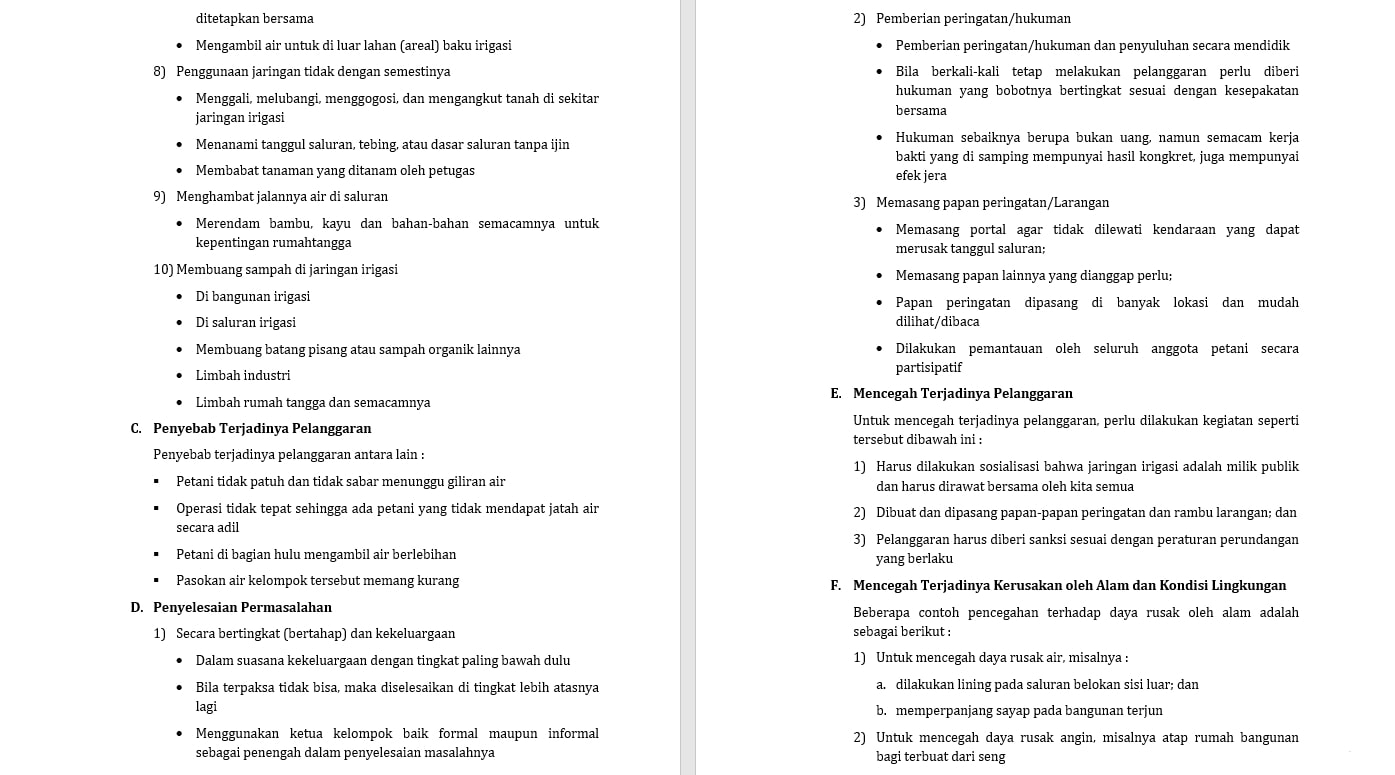 ditetapkan bersama
• Mengambil air untuk di luar lahan (areal) baku irigasi
8) Penggunaan jaringan tidak dengan semestinya
• Menggali, melubangi, menggogosi, dan mengangkut tanah di sekitar
jaringan irigasi
• Menanami tanggul saluran, tebing, atau dasar saluran tanpa ijin
• Membabat tanaman yang ditanam oleh petugas
9) Menghambat jalannya air di saluran
• Merendam bambu, kayu dan bahan-bahan semacamnya untuk
kepentingan rumahtangga
10) Membuang sampah di jaringan irigasi
• Di bangunan irigasi
• Di saluran irigasi
• Membuang batang pisang atau sampah organik lainnya
• Limbah industri
• Limbah rumah tangga dan semacamnya
C. Penyebab Terjadinya Pelanggaran
Penyebab terjadinya pelanggaran antara lain :
▪ Petani tidak patuh dan tidak sabar menunggu giliran air
▪ Operasi tidak tepat sehingga ada petani yang tidak mendapat jatah air
secara adil
▪ Petani di bagian hulu mengambil air berlebihan
▪ Pasokan air kelompok tersebut memang kurang
D. Penyelesaian Permasalahan
1) Secara bertingkat (bertahap) dan kekeluargaan
• Dalam suasana kekeluargaan dengan tingkat paling bawah dulu
• Bila terpaksa tidak bisa, maka diselesaikan di tingkat lebih atasnya
lagi
• Menggunakan ketua kelompok baik formal maupun informal
sebagai penengah dalam penyelesaian masalahnya
2) Pemberian peringatan/hukuman
• Pemberian peringatan/hukuman dan penyuluhan secara mendidik
• Bila berkali-kali tetap melakukan pelanggaran perlu diberi
hukuman yang bobotnya bertingkat sesuai dengan kesepakatan
bersama
• Hukuman sebaiknya berupa bukan uang, namun semacam kerja
bakti yang di samping mempunyai hasil kongkret, juga mempunyai
efek jera
3) Memasang papan peringatan/Larangan
• Memasang portal agar tidak dilewati kendaraan yang dapat
merusak tanggul saluran;
• Memasang papan lainnya yang dianggap perlu;
• Papan peringatan dipasang di banyak lokasi dan mudah
dilihat/dibaca
• Dilakukan pemantauan oleh seluruh anggota petani secara
partisipatif
E. Mencegah Terjadinya Pelanggaran
Untuk mencegah terjadinya pelanggaran, perlu dilakukan kegiatan seperti
tersebut dibawah ini :
1) Harus dilakukan sosialisasi bahwa jaringan irigasi adalah milik publik
dan harus dirawat bersama oleh kita semua
2) Dibuat dan dipasang papan-papan peringatan dan rambu larangan; dan
3) Pelanggaran harus diberi sanksi sesuai dengan peraturan perundangan
yang berlaku
F. Mencegah Terjadinya Kerusakan oleh Alam dan Kondisi Lingkungan
Beberapa contoh pencegahan terhadap daya rusak oleh alam adalah
sebagai berikut :
1) Untuk mencegah daya rusak air, misalnya :
a. dilakukan lining pada saluran belokan sisi luar; dan
b. memperpanjang sayap pada bangunan terjun
2) Untuk mencegah daya rusak angin, misalnya atap rumah bangunan
bagi terbuat dari seng